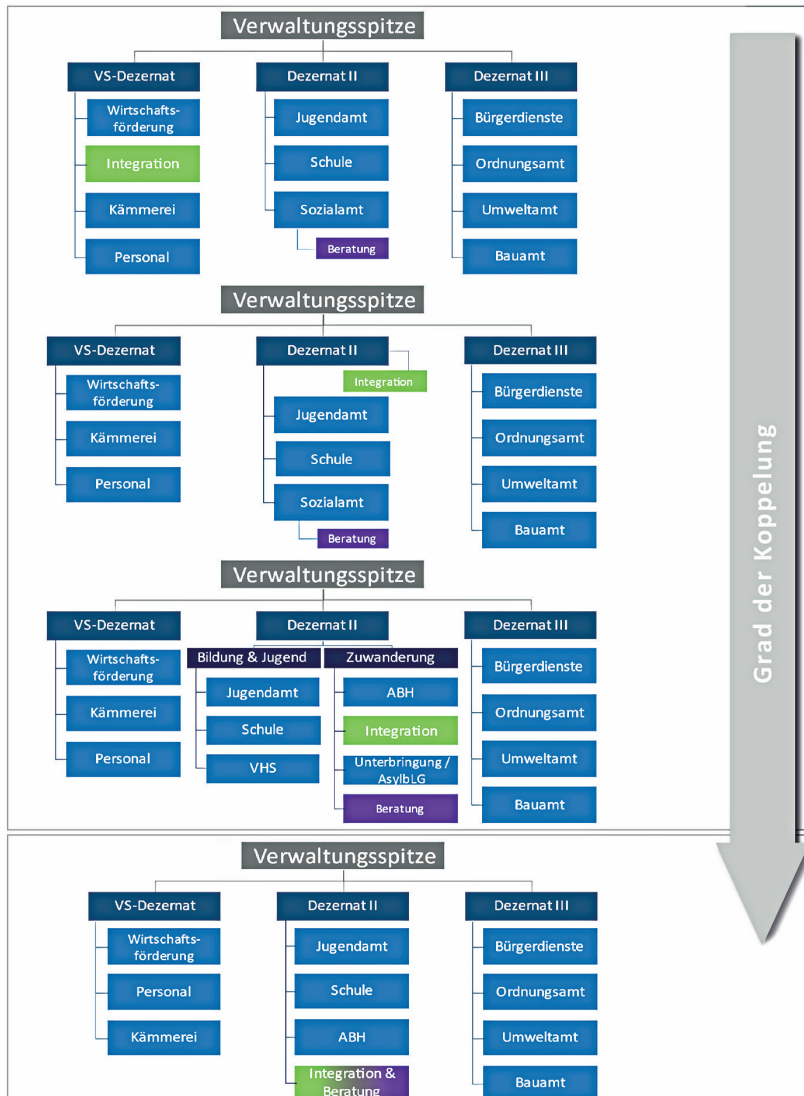 Verwaltungsspitze
VS-Dezernat
Wirtschafts-
förderung
Integration
Kämmerei
Personal
Dezernat II
Jugendamt
Schule
Sozialamt
Beratung
Dezernat III
Bürgerdienste
Ordnungsamt
Umweltamt
Bauamt
Verwaltungsspitze
VS-Dezernat
Wirtschafts-
förderung
Kämmerei
Personal
Dezernat II
Integration
Jugendamt
Schule
Sozialamt
Beratung
Dezernat III
Bürgerdienste
Ordnungsamt
Umweltamt
Bauamt
Verwaltungsspitze
VS-Dezernat
Wirtschafts-
förderung
Kämmerei
Personal
Dezernat II
Bildung & Jugend
Jugendamt
Schule
VHS
Zuwanderung
ABH
Integration
Unterbringung /
AsylbLG
Beratung
Dezernat III
Bürgerdienste
Ordnungsamt
Umweltamt
Bauamt
Verwaltungsspitze
VS-Dezernat
Wirtschafts-
förderung
Personal
Kämmerei
Dezernat II
Jugendamt
Schule
ABH
Integration &
Beratung
Dezernat III
Bürgerdienste
Ordnungsamt
Umweltamt
Bauamt
Grad der Koppelung